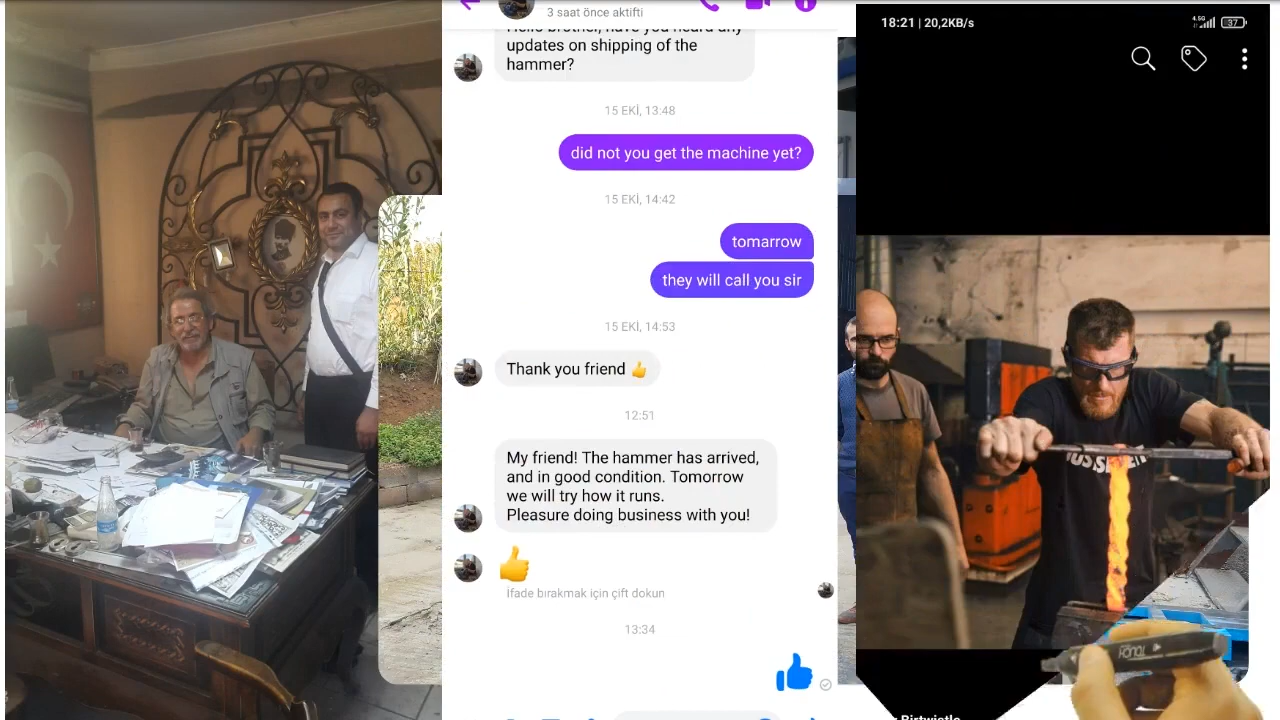 3 saat önce aktifti
Hello brother, have you heard any
updates on shipping of the
hammer?
15 EKİ, 13:48
did not you get the machine yet?
15 EKİ, 14:42
tomarrow
they will call you sir
15 EKİ, 14:53
Thank you friend 👍
12:51
My friend! The hammer has arrived,
and in good condition. Tomorrow
we will try how it runs.
Pleasure doing business with you!
👍
İfade bırakmak için çift dokun
13:34
18:21 | 20,2KB/s
4.5G
37
TOUCH
Birtwistle